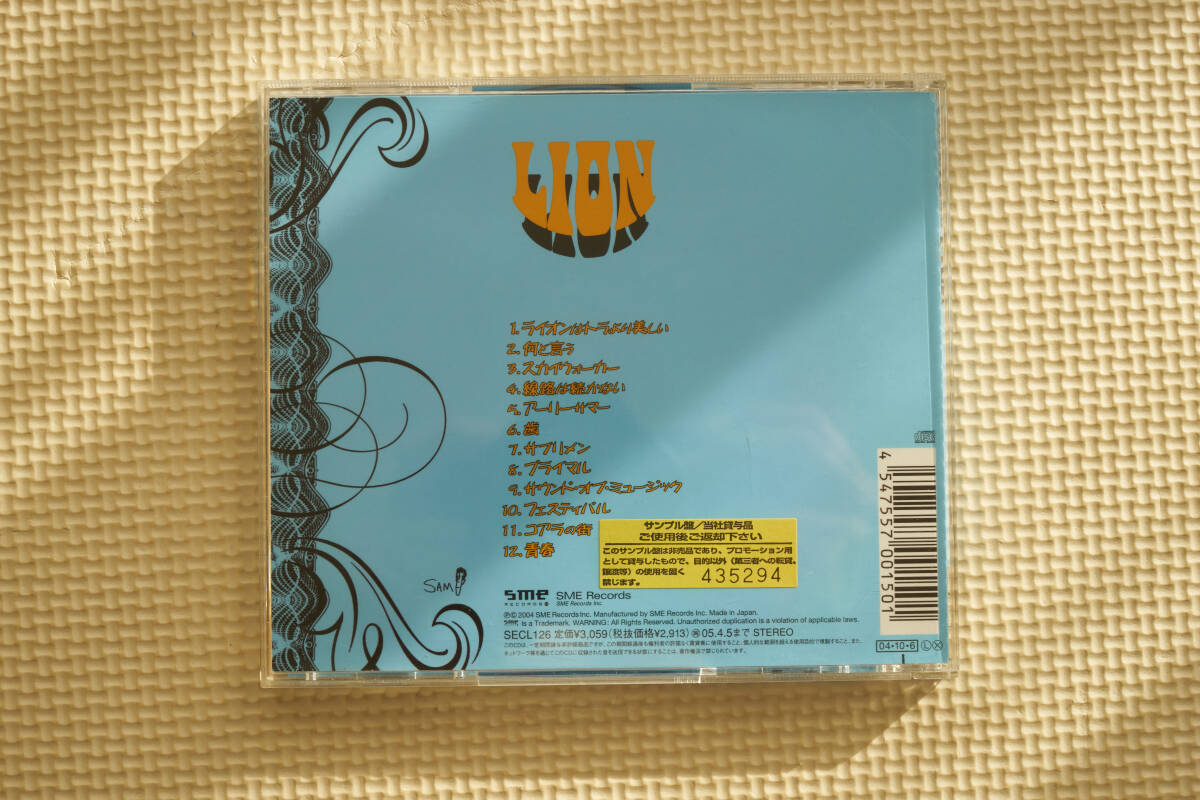 LION
1. ライオンはトラより美しい
2. 何と言う
3. スカイウォーカー
4. 線路は続かない
5. アーリーサマー
6. 歯
7. サプリメン
8. プライマル
9. サウンド・オブ・ミュージック
10. フェスティバル
11. コアラの街
12. 青春
サンプル盤/当社貸与品
ご使用後ご返却下さい
このサンプル盤は非売品であり、プロモーション用
として貸与したもので、目的以外(第三者への転貸、
譲渡等)の使用を固く
禁じます。
435294
SAM
sme RECORDS
SME Records
SME Records Inc.
Ⓟ© 2004 SME Records Inc. Manufactured by SME Records Inc. Made in Japan.
sme is a Trademark. WARNING: All Rights Reserved. Unauthorized duplication is a violation of applicable laws.
SECL126 定価¥3,059(税抜価格¥2,913) 05.4.5まで STEREO
4 547557 001501
04・10・6 Ⓛ Ⓧ